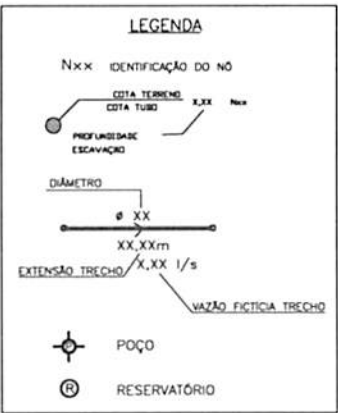 LEGENDA
Nxx IDENTIFICAÇÃO DO NÓ
COTA TERRENO
COTA TUBO
X,XX Nxx
PROFUNDIDADE
ESCAVAÇÃO
DIÂMETRO
ø XX
XX,XXm
EXTENSÃO TRECHO
X,XX l/s
VAZÃO FICTÍCIA TRECHO
P POÇO
R RESERVATÓRIO